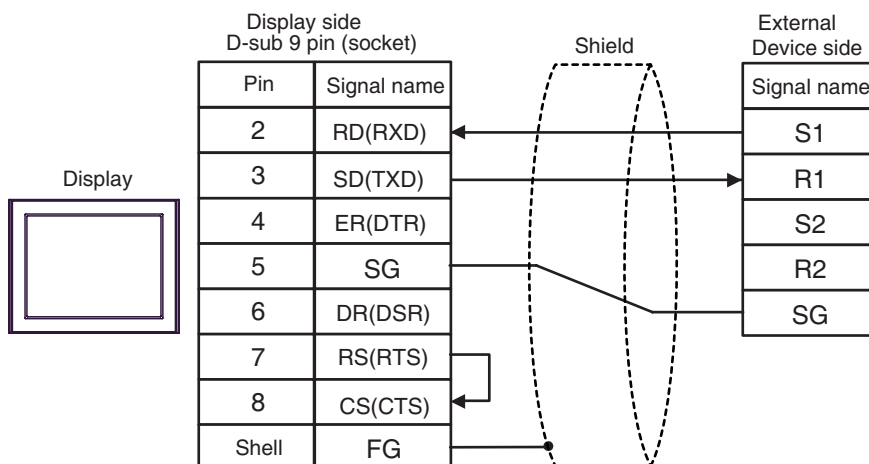 Display side
D-sub 9 pin (socket)
Shield
External
Device side
Pin Signal name
Signal name
2 RD(RXD)
S1
3 SD(TXD)
R1
Display
4 ER(DTR)
S2
5 SG
R2
6 DR(DSR)
SG
7 RS(RTS)
8 CS(CTS)
Shell FG